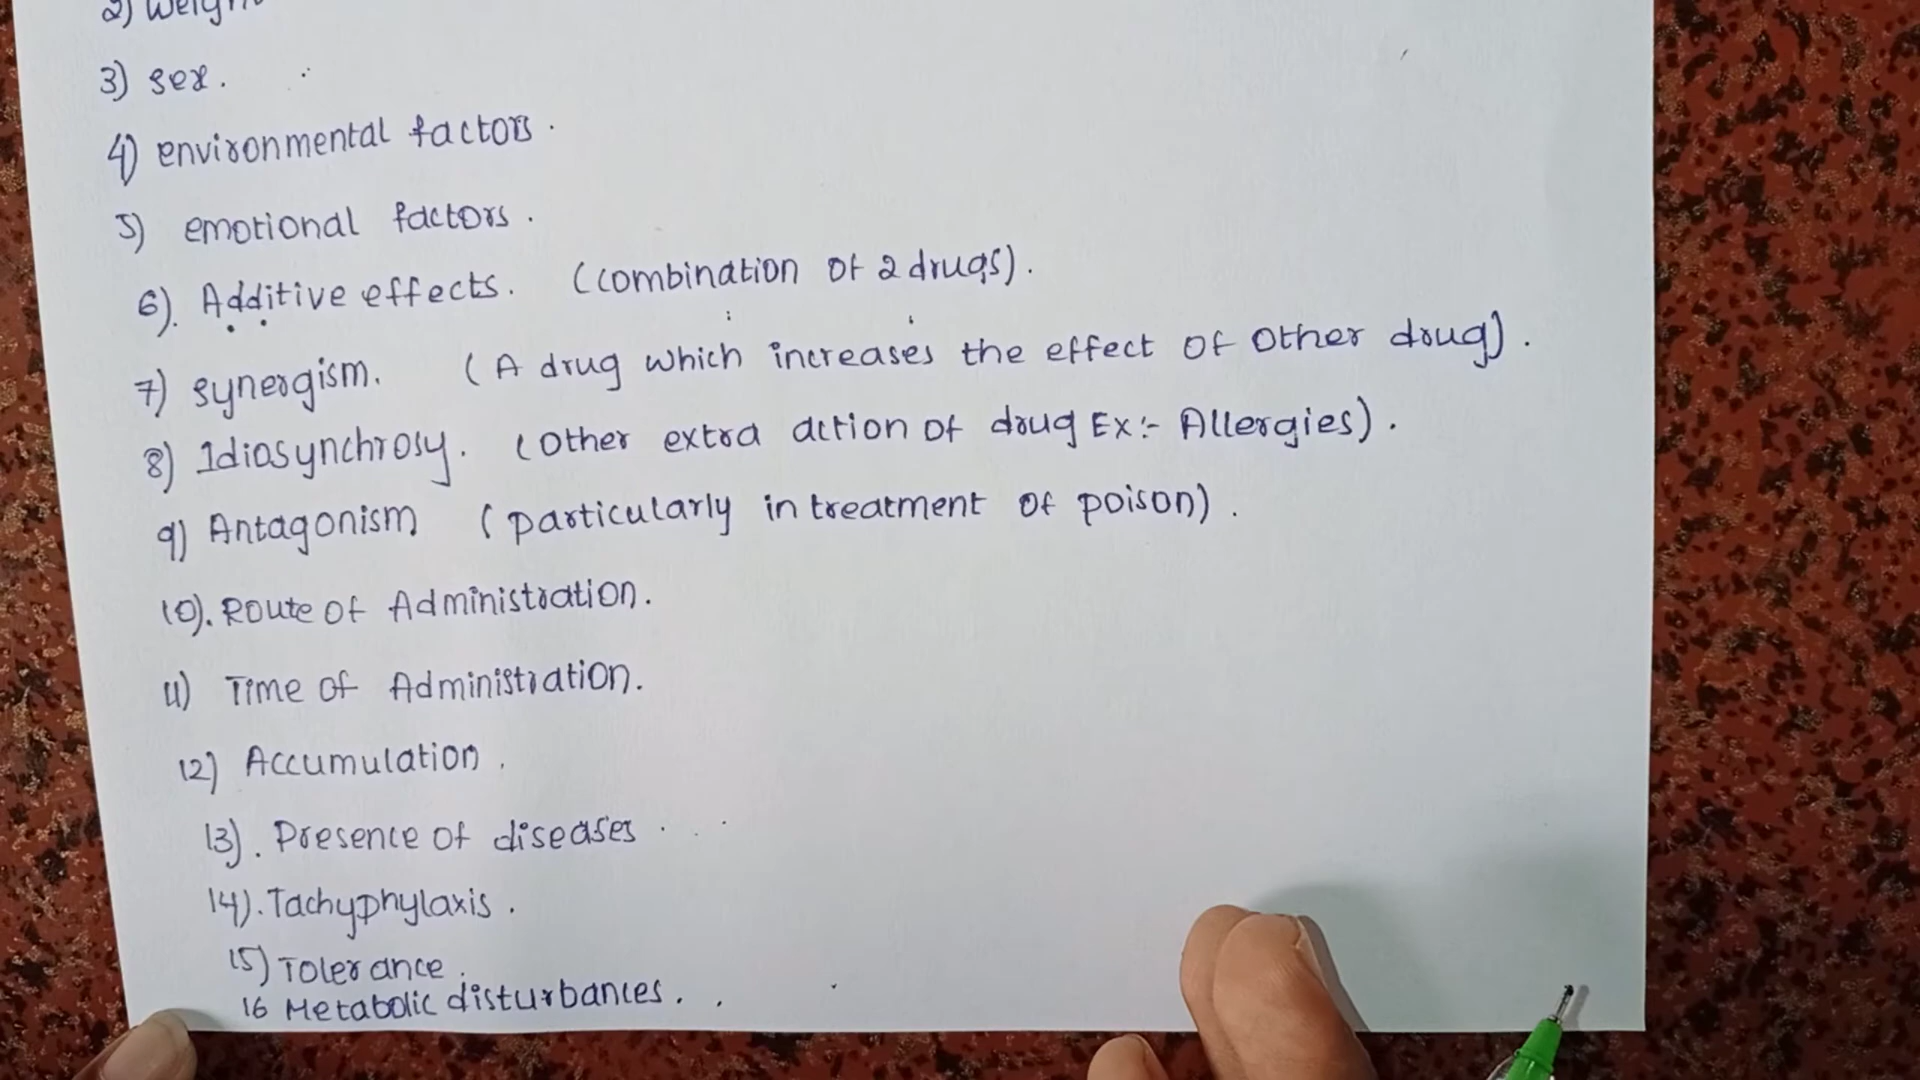 2) Weight
3) sex.
4) environmental factors.
5) emotional factors.
6). Additive effects. (combination of 2 drugs).
7) synergism. (A drug which increases the effect of other drug).
8) Idiosynchrosy. (other extra action of drug Ex:- Allergies).
9) Antagonism (particularly in treatment of poison).
10). Route of Administration.
11) Time of Administration.
12) Accumulation.
13). Presence of diseases.
14). Tachyphylaxis.
15) Tolerance.
16 Metabolic disturbances.